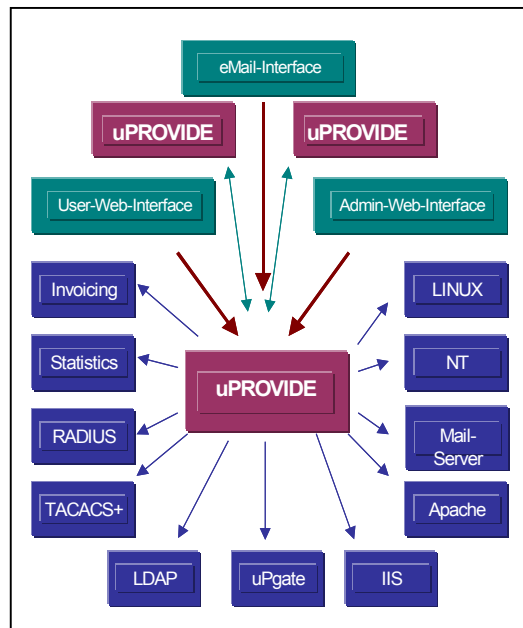 eMail-Interface
uPROVIDE
uPROVIDE
User-Web-Interface
Admin-Web-Interface
Invoicing
LINUX
Statistics
NT
uPROVIDE
RADIUS
Mail-
Server
TACACS+
Apache
LDAP
uPgate
IIS